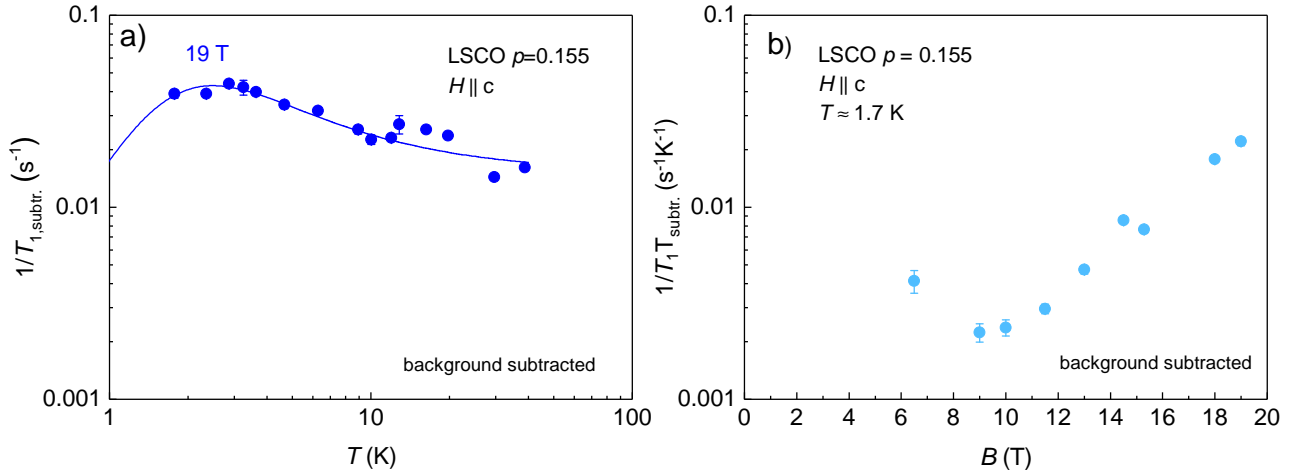 a)
19 T
LSCO p=0.155
H || c
background subtracted
1/T1,subtr. (s-1)
0.1
0.01
0.001
1
10
100
T (K)
b)
LSCO p = 0.155
H || c
T ≈ 1.7 K
background subtracted
1/T1Tsubtr. (s-1K-1)
0.1
0.01
0.001
0
2
4
6
8
10
12
14
16
18
20
B (T)